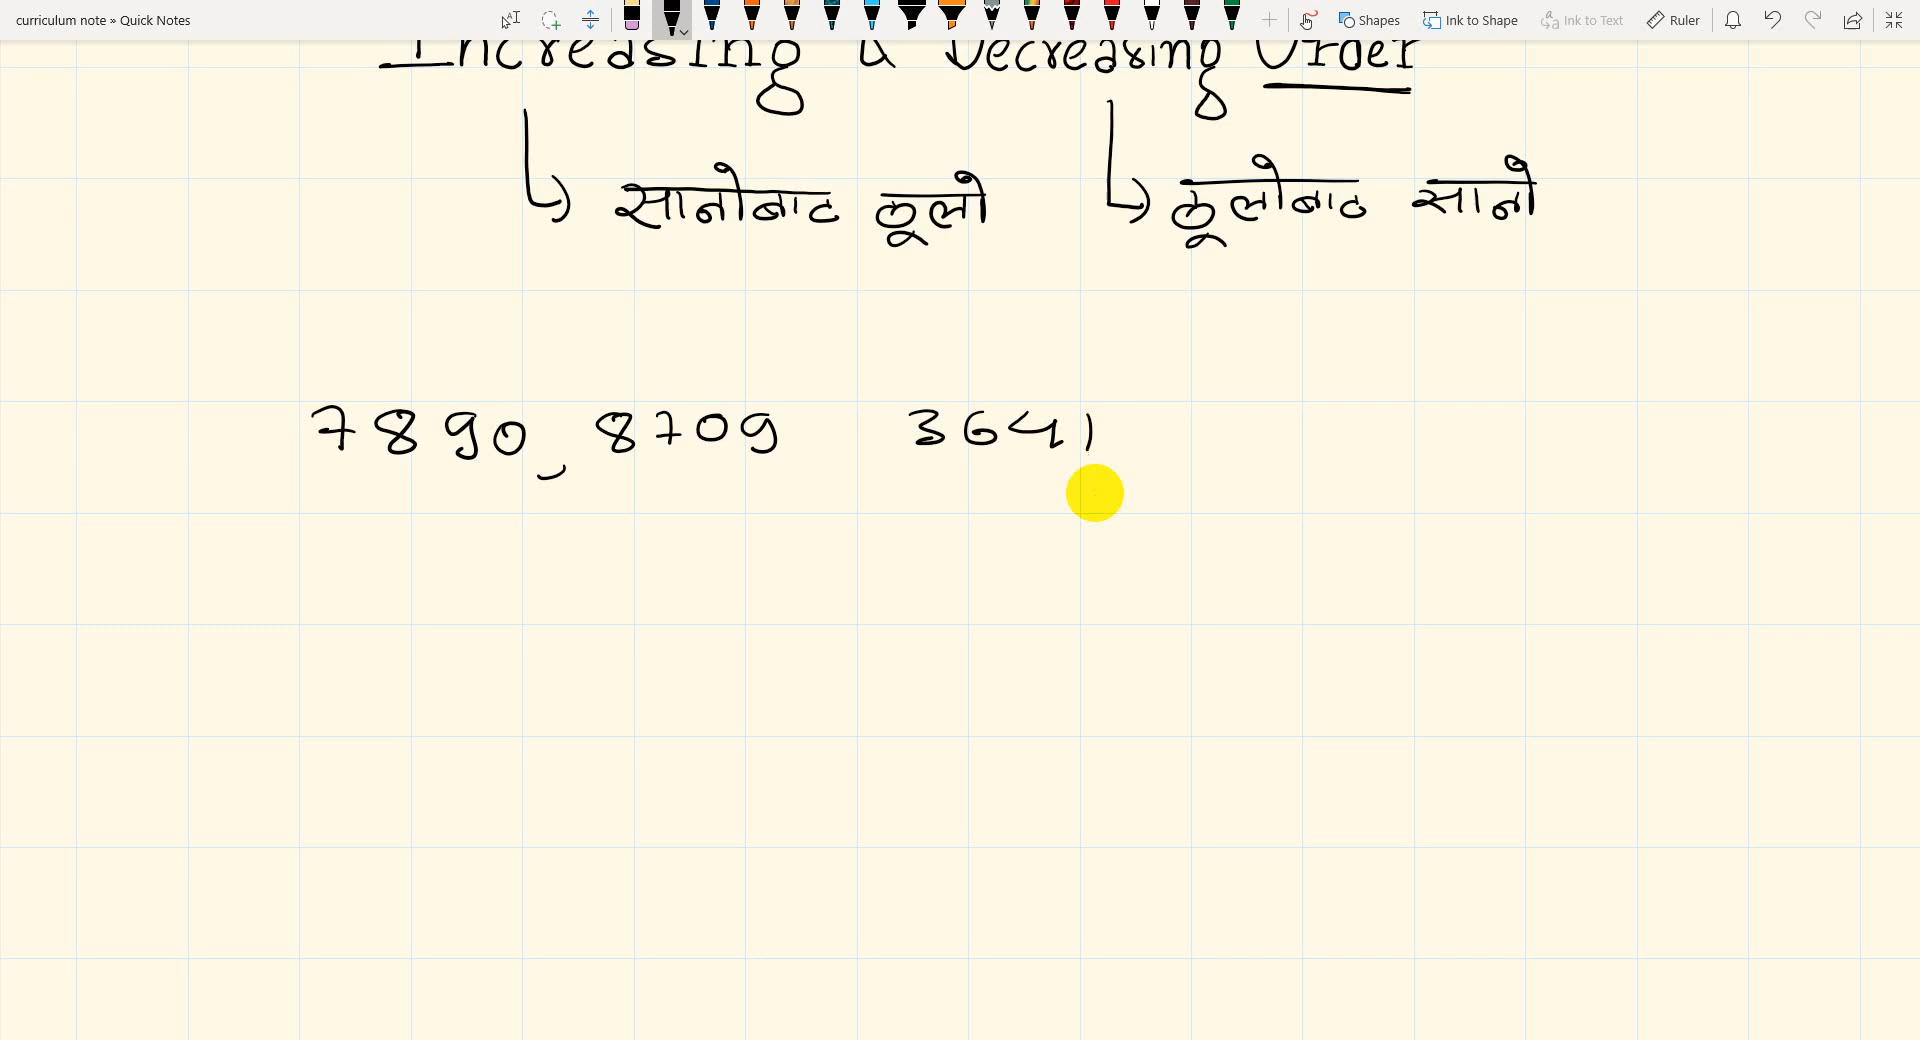 curriculum note » Quick Notes
Shapes Ink to Shape Ink to Text Ruler
Increasing & Decreasing Order
सानोबाट ठूलो ठूलोबाट सानो
7890, 8709 3641